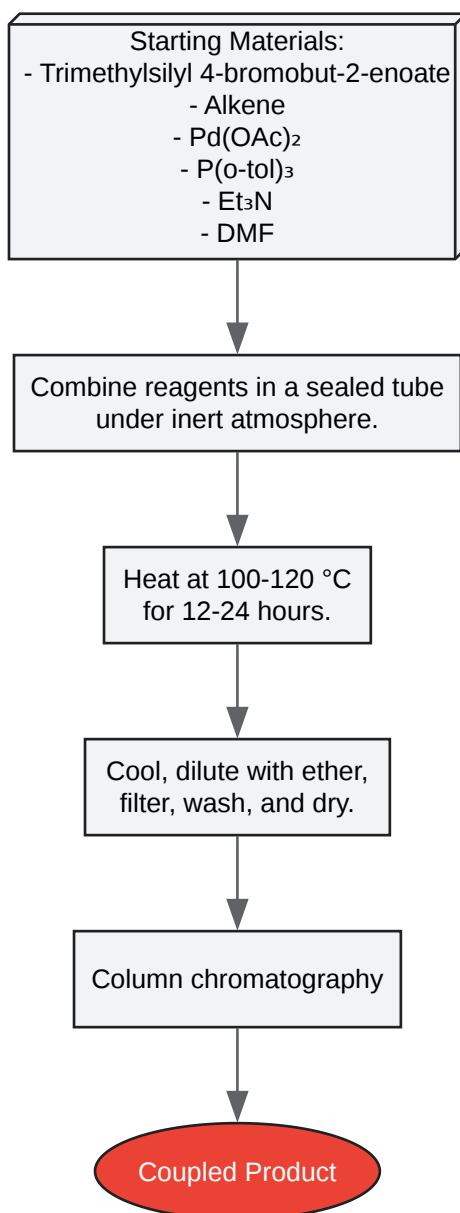 Starting Materials:
- Trimethylsilyl 4-bromobut-2-enoate
- Alkene
- Pd(OAc)₂
- P(o-tol)₃
- Et₃N
- DMF
Combine reagents in a sealed tube
under inert atmosphere.
Heat at 100-120 °C
for 12-24 hours.
Cool, dilute with ether,
filter, wash, and dry.
Column chromatography
Coupled Product